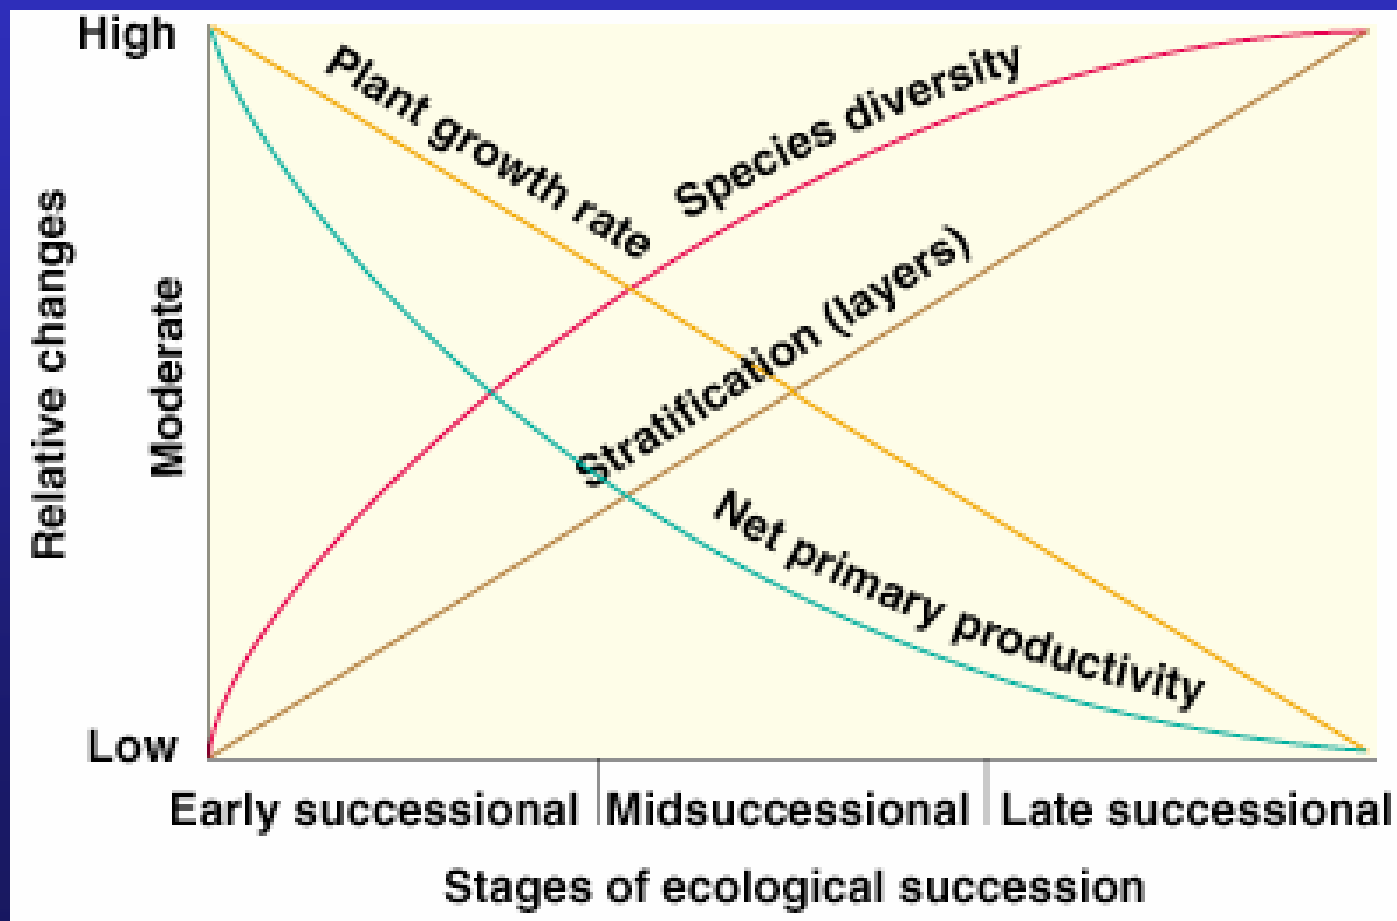 High
Plant growth rate
Species diversity
Relative changes
Moderate
Stratification (layers)
Net primary productivity
Low
Early successional
Midsuccessional
Late successional
Stages of ecological succession